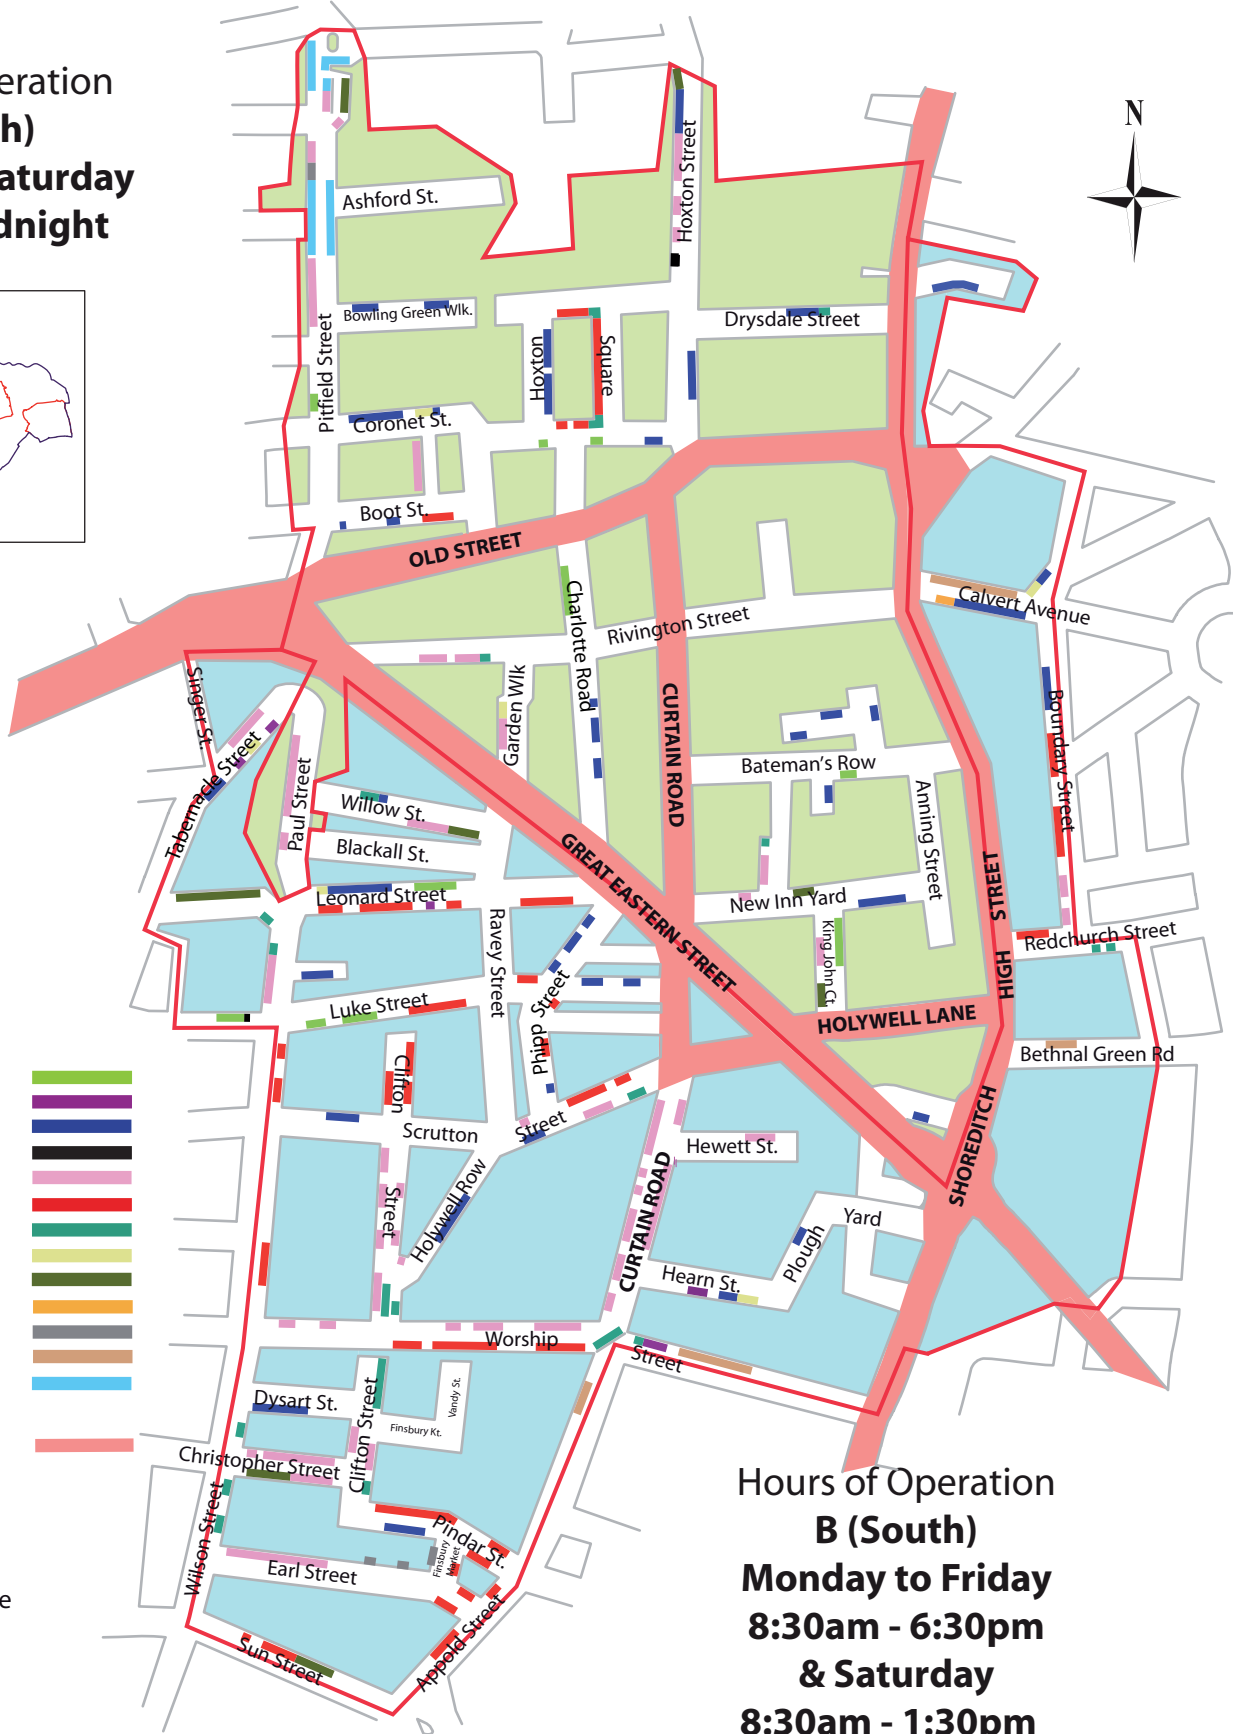 eration
h)
aturday
dnight
N
Ashford St.
Hoxton Street
Bowling Green Wlk.
Pitfield Street
Hoxton
Square
Drysdale Street
Coronet St.
Boot St.
OLD STREET
Charlotte Road
Rivington Street
Calvert Avenue
Singer St.
Garden Wlk
CURTAIN ROAD
Boundary Street
Tabernacle Street
Paul Street
Willow St.
Bateman's Row
Anning Street
Blackall St.
GREAT EASTERN STREET
Leonard Street
New Inn Yard
King John Ct.
SHOREDITCH
HIGH
STREET
Redchurch Street
Ravey Street
Phipp Street
Luke Street
HOLYWELL LANE
Bethnal Green Rd
Clifton
Street
Scrutton
Street
Hewett St.
Holywell Row
CURTAIN ROAD
Plough
Yard
Hearn St.
Worship
Street
Dysart St.
Clifton Street
Vandy St.
Finsbury Kt.
Christopher Street
Wilson Street
Pindar St.
Finsbury
Market
Earl Street
Sun Street
Appold Street
e
Hours of Operation
B (South)
Monday to Friday
8:30am - 6:30pm
& Saturday
8:30am - 1:30pm